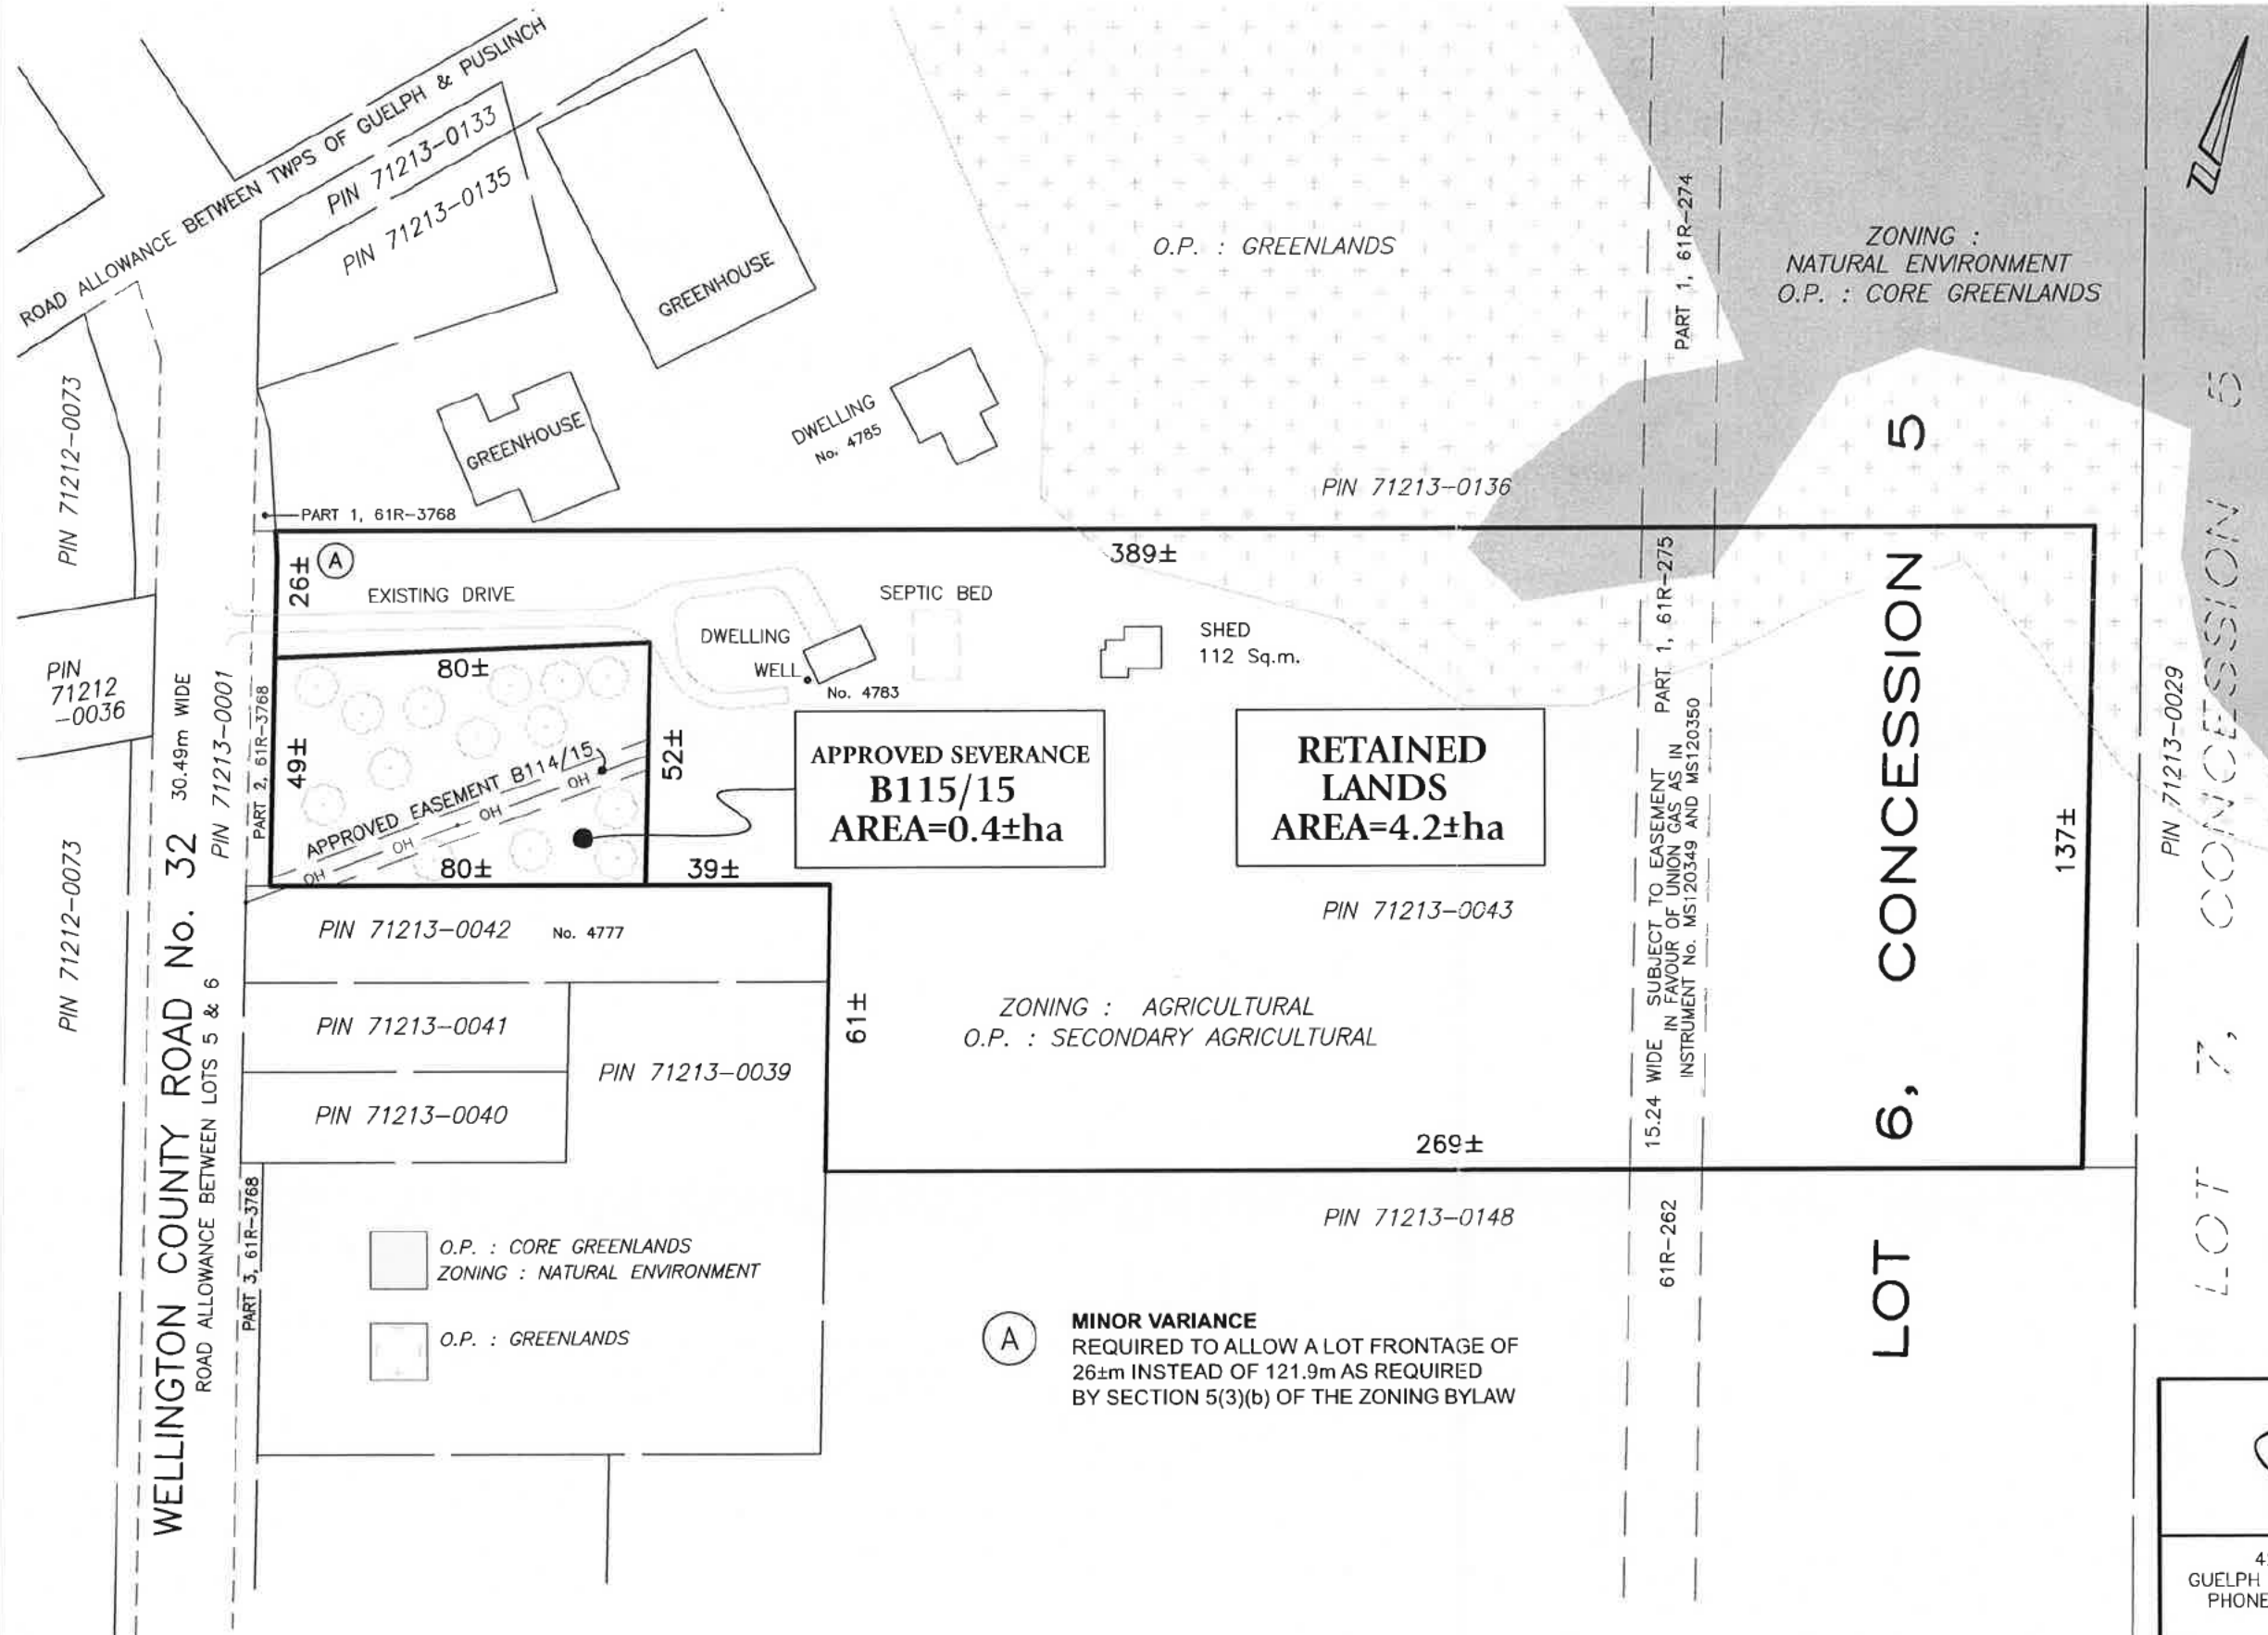 ROAD ALLOWANCE BETWEEN TWPS OF GUELPH & PUSLINCH
PIN 71213-0133
PIN 71213-0135
GREENHOUSE
GREENHOUSE
DWELLING
No. 4785
O.P. : GREENLANDS
PART 1, 61R-274
ZONING :
NATURAL ENVIRONMENT
O.P. : CORE GREENLANDS
PIN 71212-0073
PART 1, 61R-3768
PIN 71213-0136
26±
A
EXISTING DRIVE
389±
SEPTIC BED
DWELLING
WELL
No. 4783
SHED
112 Sq.m.
PIN
71212
-0036
80±
49±
52±
APPROVED EASEMENT B114/15
OH
OH
OH
OH
80±
39±
APPROVED SEVERANCE
B115/15
AREA=0.4±ha
RETAINED
LANDS
AREA=4.2±ha
PIN 71213-0043
PART 1, 61R-275
15.24 WIDE SUBJECT TO EASEMENT
IN FAVOUR OF UNION GAS AS IN
INSTRUMENT No. MS120349 AND MS120350
LOT 6, CONCESSION 5
137±
PIN 71213-0029
LOT 7, CONCESSION 5
PIN 71212-0073
WELLINGTON COUNTY ROAD No. 32 30.49m WIDE
ROAD ALLOWANCE BETWEEN LOTS 5 & 6
PIN 71213-0001
PART 2, 61R-3768
PART 3, 61R-3768
PIN 71213-0042 No. 4777
PIN 71213-0041
PIN 71213-0040
PIN 71213-0039
61±
ZONING : AGRICULTURAL
O.P. : SECONDARY AGRICULTURAL
269±
PIN 71213-0148
61R-262
O.P. : CORE GREENLANDS
ZONING : NATURAL ENVIRONMENT
O.P. : GREENLANDS
A
MINOR VARIANCE
REQUIRED TO ALLOW A LOT FRONTAGE OF
26±m INSTEAD OF 121.9m AS REQUIRED
BY SECTION 5(3)(b) OF THE ZONING BYLAW
GUELPH
PHONE